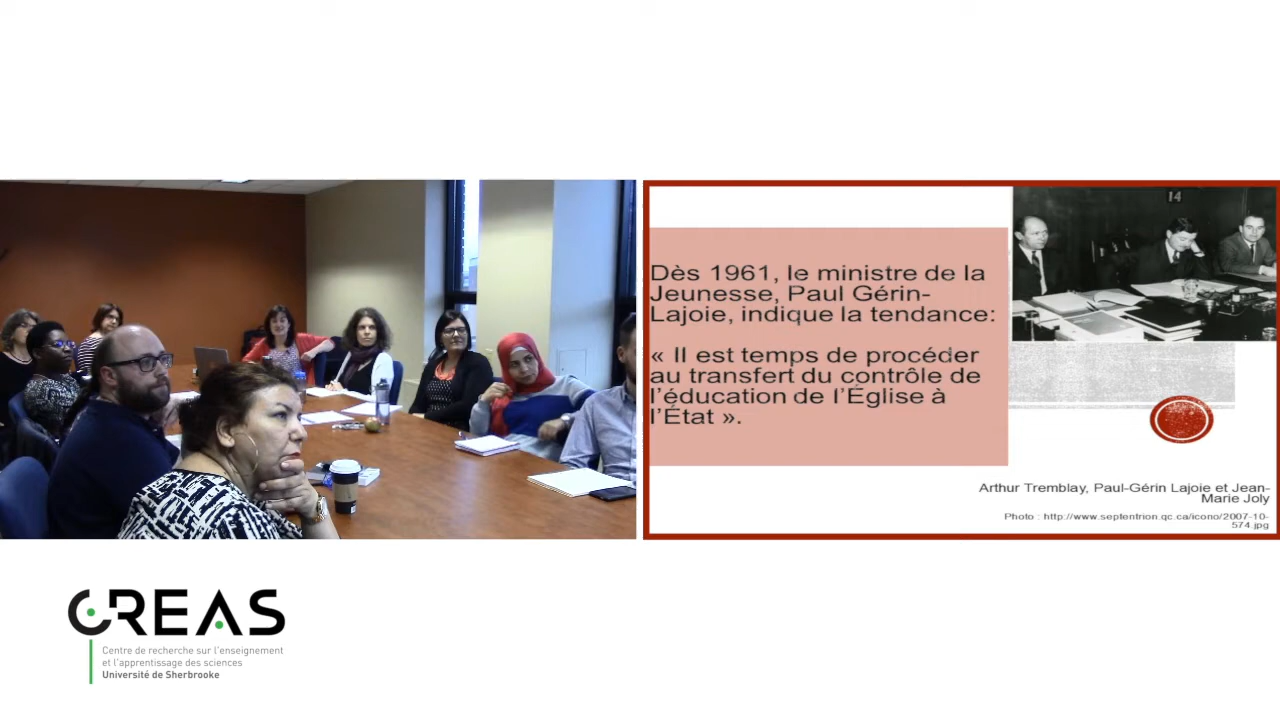 14
Dès 1961, le ministre de la
Jeunesse, Paul Gérin-
Lajoie, indique la tendance:
« Il est temps de procéder
au transfert du contrôle de
l'éducation de l'Église à
l'État ».
Arthur Tremblay, Paul-Gérin Lajoie et Jean-
Marie Joly
Photo : http://www.septentrion.qc.ca/icono/2007-10-
574.jpg
CREAS
Centre de recherche sur l'enseignement
et l'apprentissage des sciences
Université de Sherbrooke